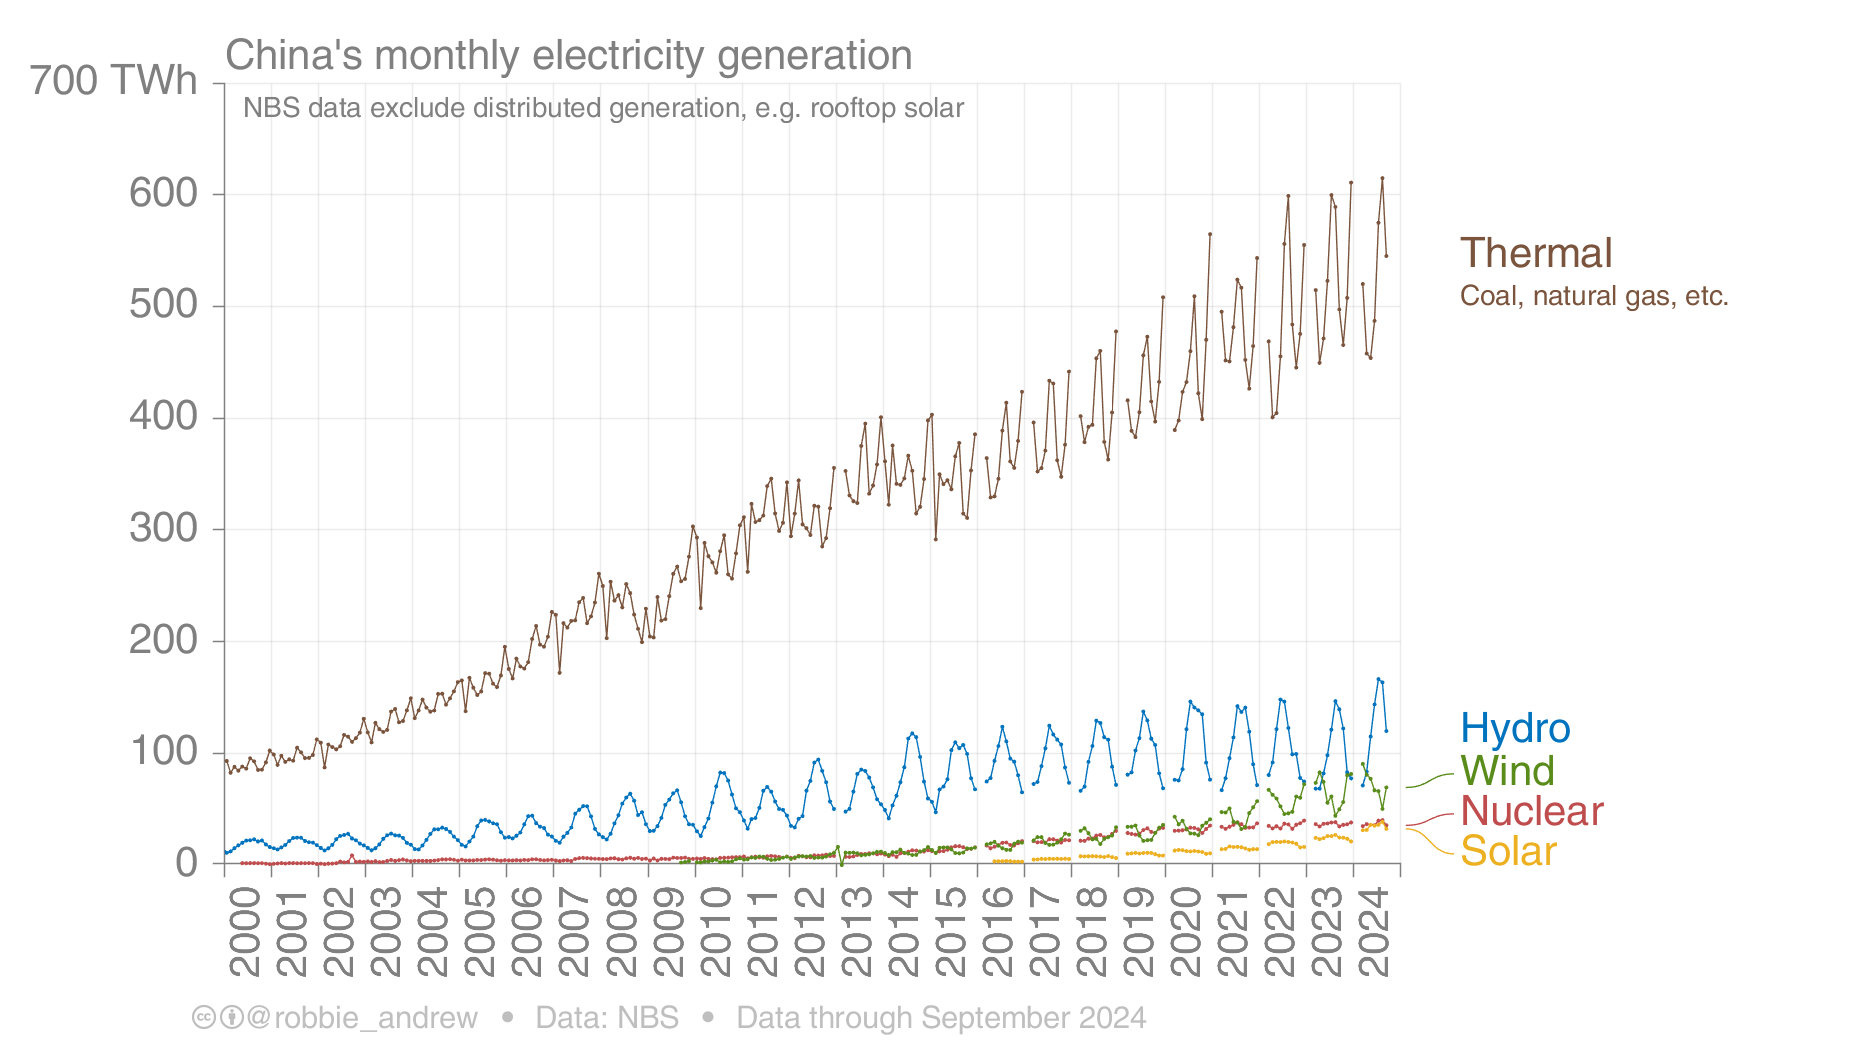 China's monthly electricity generation
700 TWh
NBS data exclude distributed generation, e.g. rooftop solar
600
500
400
300
200
100
0
Thermal
Coal, natural gas, etc.
Hydro
Wind
Nuclear
Solar
2000 2001 2002 2003 2004 2005 2006 2007 2008 2009 2010 2011 2012 2013 2014 2015 2016 2017 2018 2019 2020 2021 2022 2023 2024
cc @robbie_andrew • Data: NBS • Data through September 2024